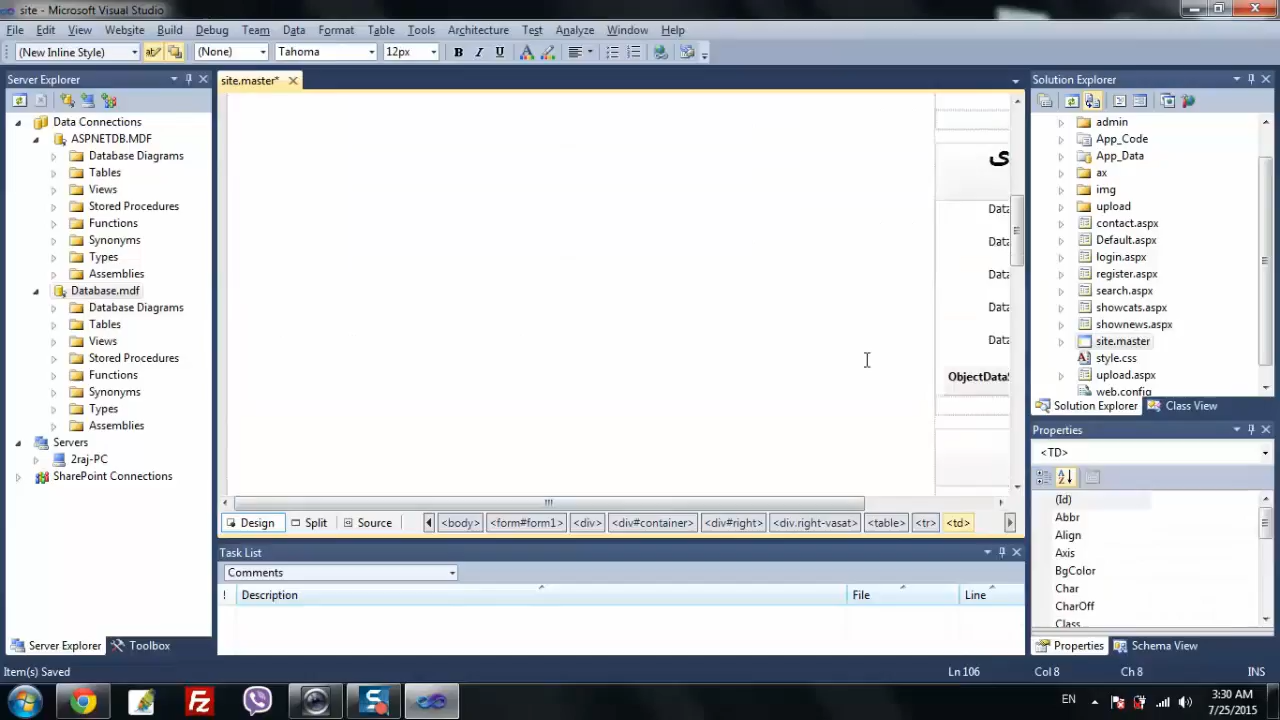 site - Microsoft Visual Studio
File Edit View Website Build Debug Team Data Format Table Tools Architecture Test Analyze Window Help
(New Inline Style) (None) Tahoma 12px B I U A
Server Explorer
Data Connections
ASPNETDB.MDF
Database Diagrams
Tables
Views
Stored Procedures
Functions
Synonyms
Types
Assemblies
Database.mdf
Database Diagrams
Tables
Views
Stored Procedures
Functions
Synonyms
Types
Assemblies
Servers
2raj-PC
SharePoint Connections
Server Explorer Toolbox
site.master*
ی
Data
Data
Data
Data
Data
ObjectDataS
Design Split Source <body> <form#form1> <div> <div#container> <div#right> <div.right-vasat> <table> <tr> <td>
Task List
Comments
! Description File Line
Solution Explorer
admin
App_Code
App_Data
ax
img
upload
contact.aspx
Default.aspx
login.aspx
register.aspx
search.aspx
showcats.aspx
shownews.aspx
site.master
style.css
upload.aspx
web.config
Solution Explorer Class View
Properties
<TD>
(Id)
Abbr
Align
Axis
BgColor
Char
CharOff
Class
Properties Schema View
Item(s) Saved Ln 106 Col 8 Ch 8 INS
EN 3:30 AM
7/25/2015